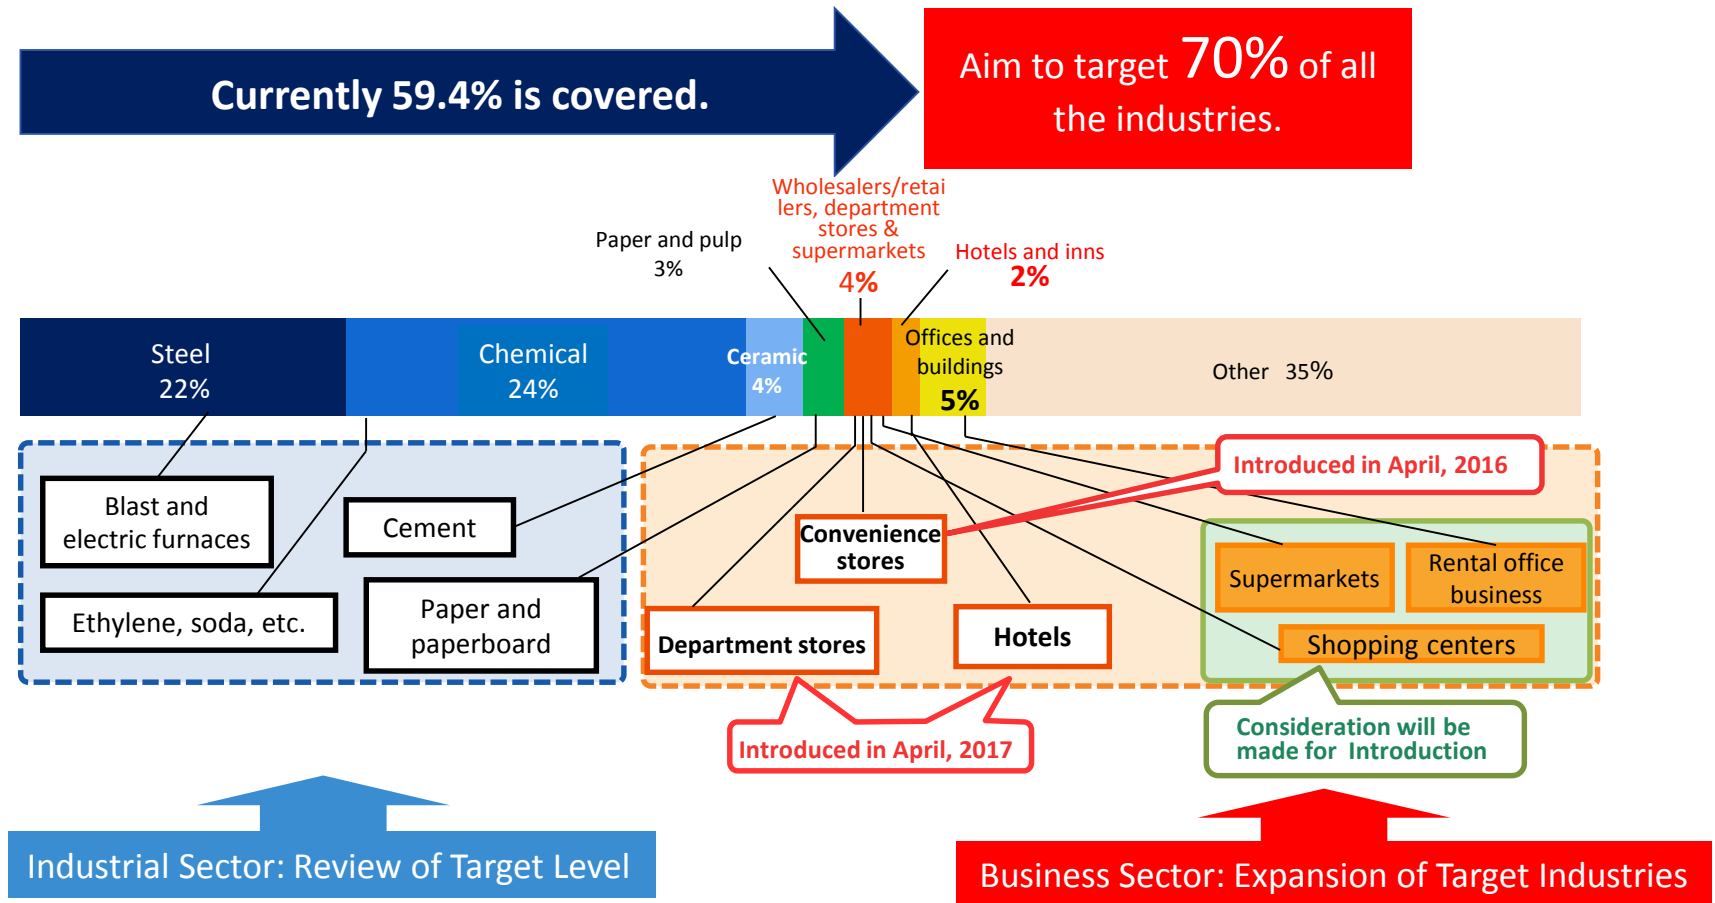 Currently 59.4% is covered.
Aim to target 70% of all
the industries.
Wholesalers/retai
lers, department
stores &
supermarkets
4%
Paper and pulp
3%
Hotels and inns
2%
Steel
22%
Chemical
24%
Ceramic
4%
Offices and
buildings
5%
Other 35%
Blast and
electric furnaces
Cement
Ethylene, soda, etc.
Paper and
paperboard
Introduced in April, 2016
Convenience
stores
Department stores
Hotels
Supermarkets
Rental office
business
Shopping centers
Introduced in April, 2017
Consideration will be
made for Introduction
Industrial Sector: Review of Target Level
Business Sector: Expansion of Target Industries